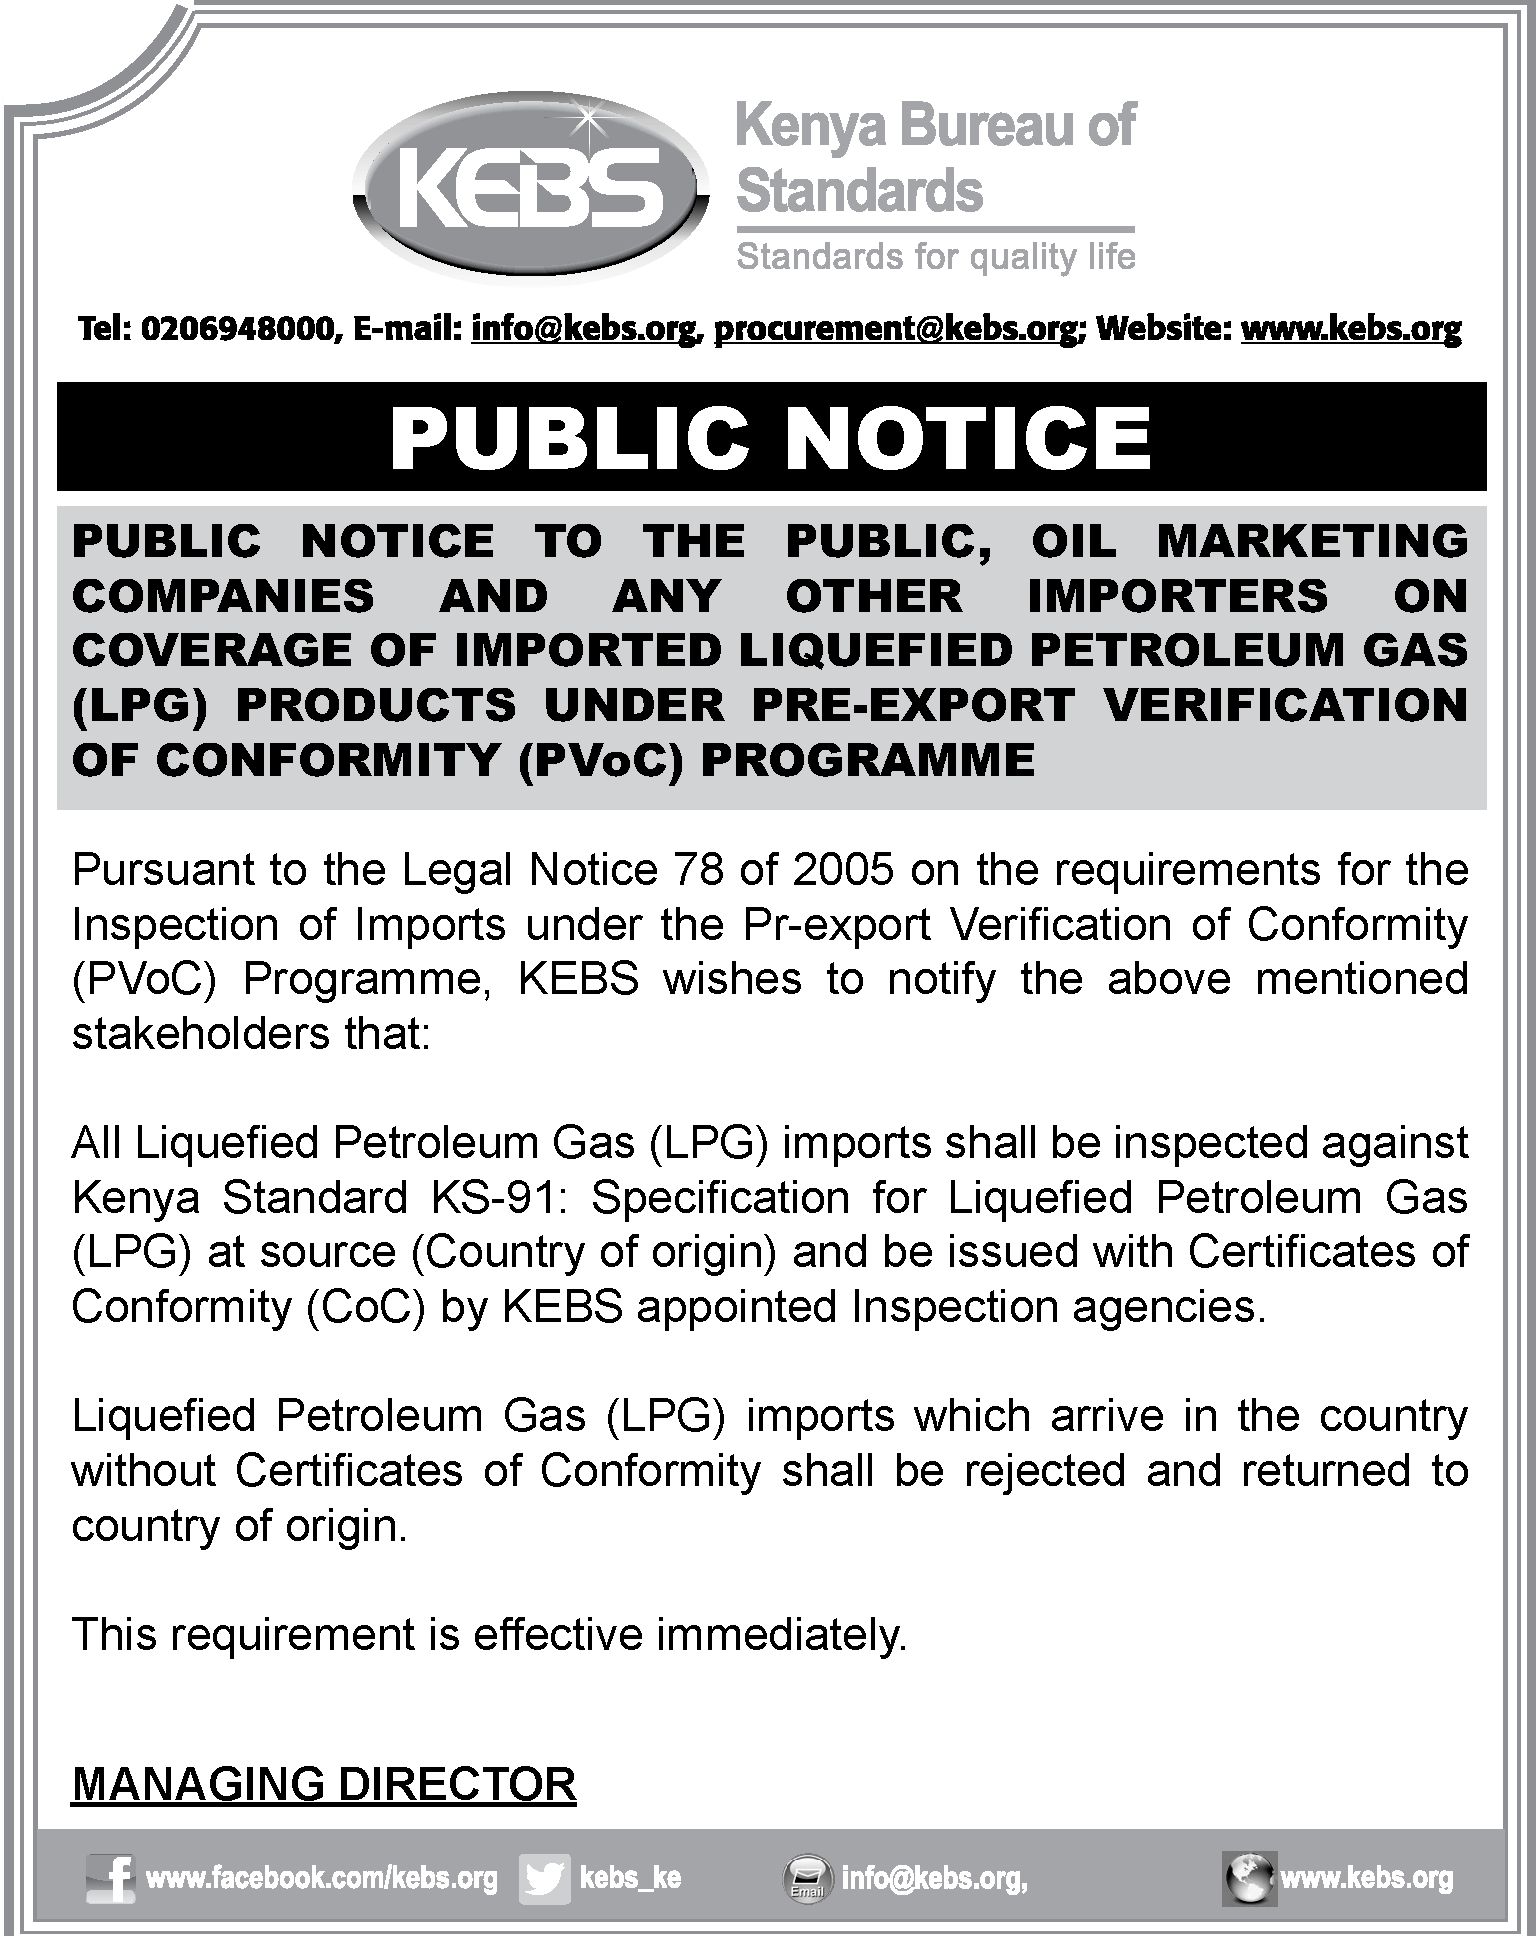 KEBS
Kenya Bureau of
Standards
Standards for quality life
Tel: 0206948000, E-mail: info@kebs.org, procurement@kebs.org; Website: www.kebs.org
PUBLIC NOTICE
PUBLIC NOTICE TO THE PUBLIC, OIL MARKETING
COMPANIES AND ANY OTHER IMPORTERS ON
COVERAGE OF IMPORTED LIQUEFIED PETROLEUM GAS
(LPG) PRODUCTS UNDER PRE-EXPORT VERIFICATION
OF CONFORMITY (PVoC) PROGRAMME
Pursuant to the Legal Notice 78 of 2005 on the requirements for the
Inspection of Imports under the Pr-export Verification of Conformity
(PVoC) Programme, KEBS wishes to notify the above mentioned
stakeholders that:
All Liquefied Petroleum Gas (LPG) imports shall be inspected against
Kenya Standard KS-91: Specification for Liquefied Petroleum Gas
(LPG) at source (Country of origin) and be issued with Certificates of
Conformity (CoC) by KEBS appointed Inspection agencies.
Liquefied Petroleum Gas (LPG) imports which arrive in the country
without Certificates of Conformity shall be rejected and returned to
country of origin.
This requirement is effective immediately.
MANAGING DIRECTOR
www.facebook.com/kebs.org kebs_ke Email info@kebs.org, www.kebs.org